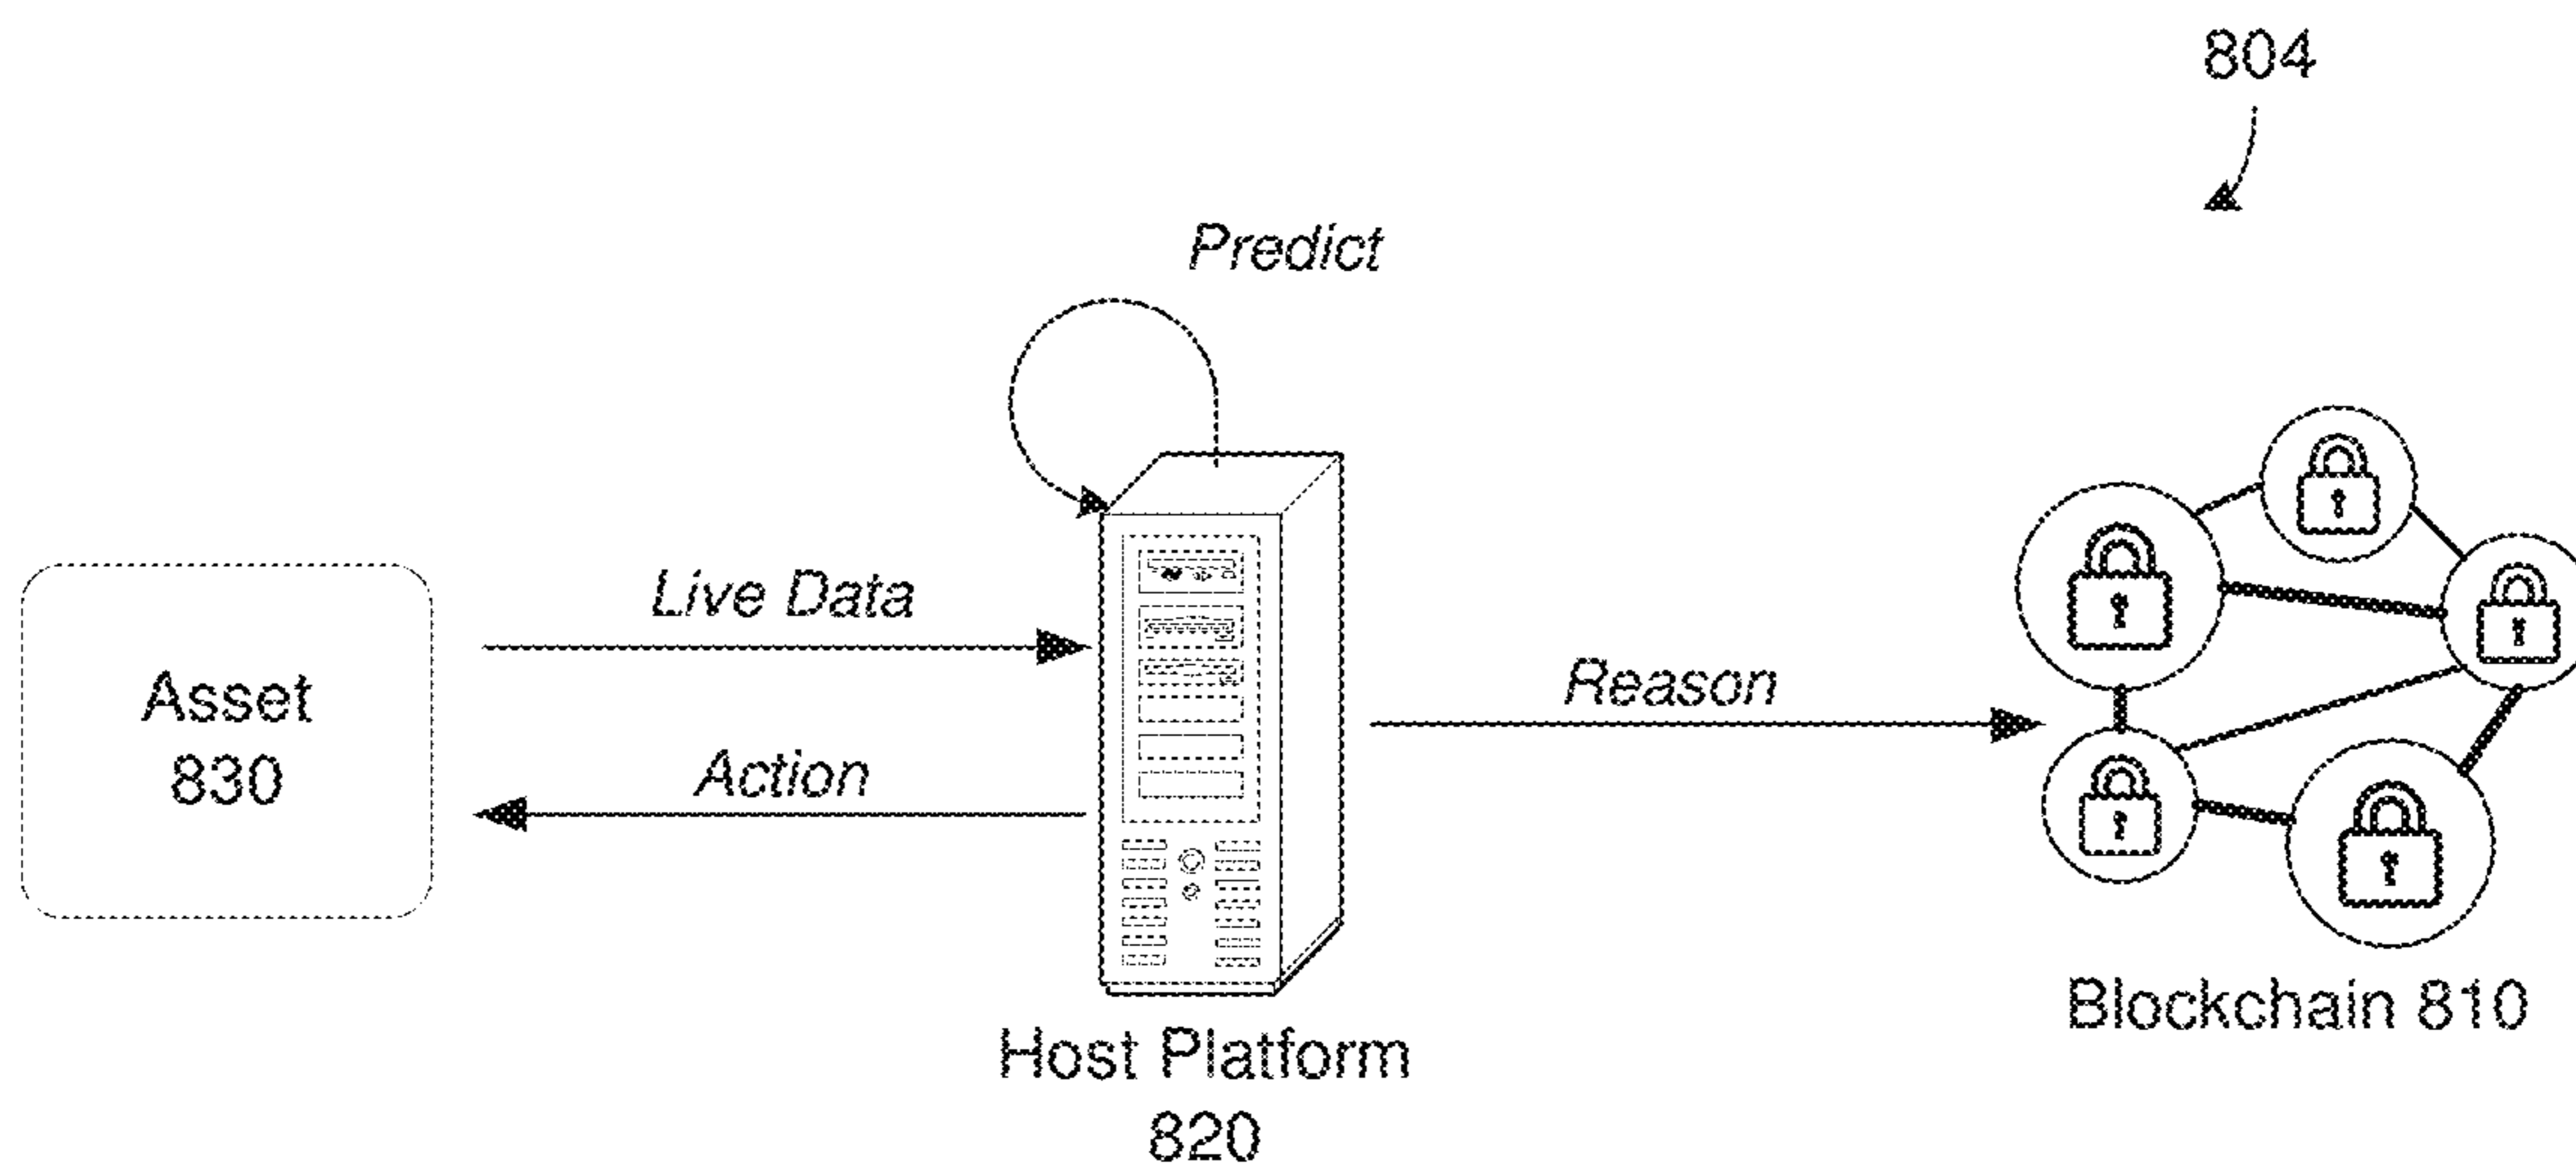 804
Predict
Live Data
Asset
830
Reason
Action
Blockchain 810
Host Platform
820